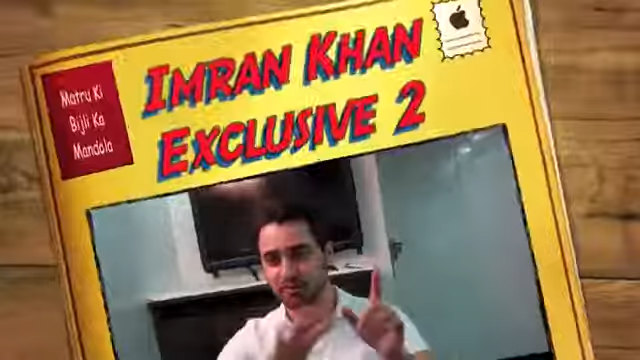 Matru Ki
Bijli Ka
Mandola
IMRAN KHAN
EXCLUSIVE 2